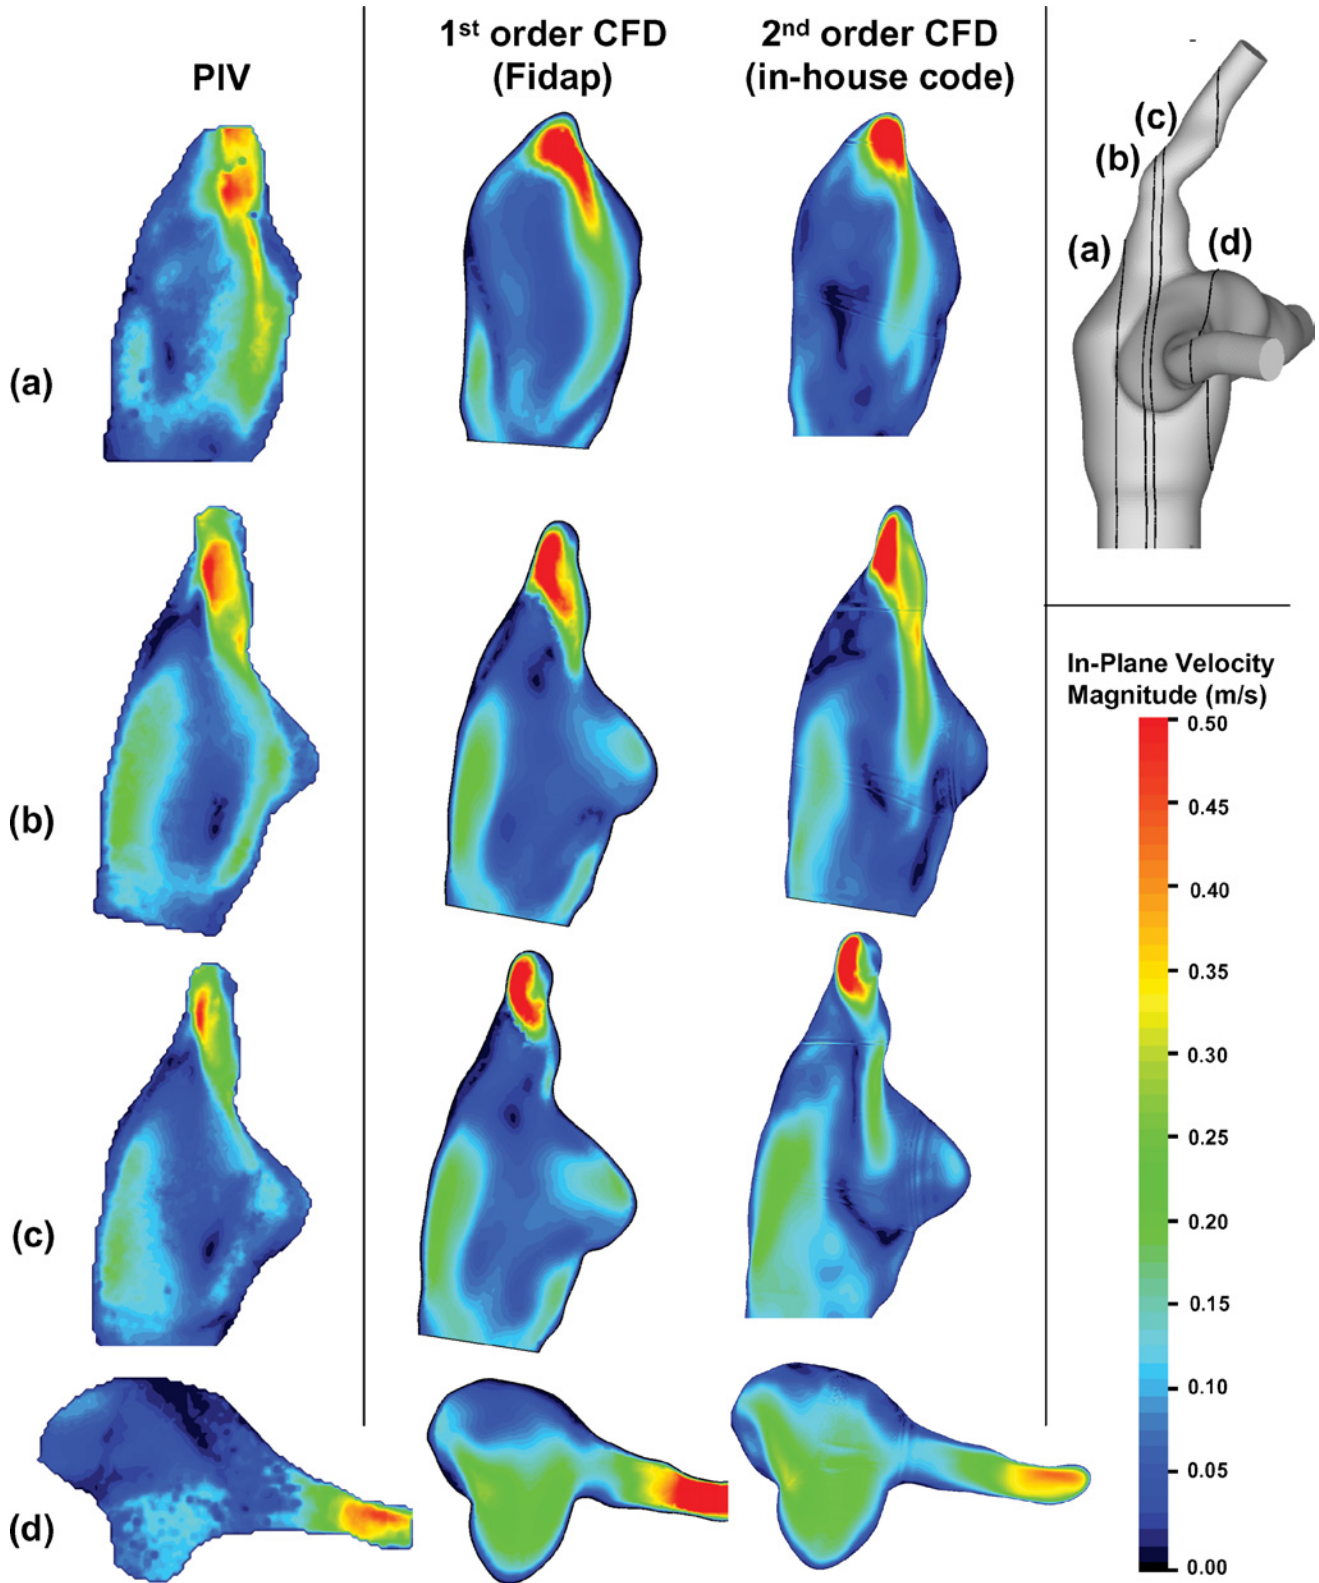 PIV
1st order CFD
(Fidap)
2nd order CFD
(in-house code)
(c)
(b)
(a)
(d)
(a)
(b)
(c)
(d)
In-Plane Velocity
Magnitude (m/s)
0.50
0.45
0.40
0.35
0.30
0.25
0.20
0.15
0.10
0.05
0.00